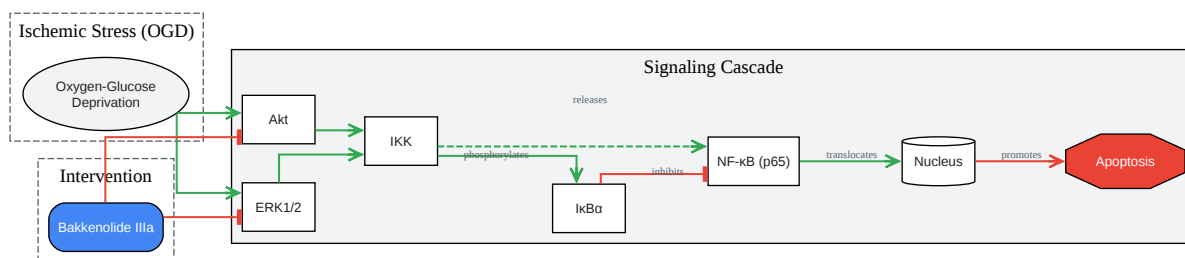 Ischemic Stress (OGD)
Oxygen-Glucose
Deprivation
Intervention
Bakkenolide IIIa
Signaling Cascade
Akt
ERK1/2
IKK
releases
phosphorylates
IκBα
inhibits
NF-κB (p65)
translocates
Nucleus
promotes
Apoptosis